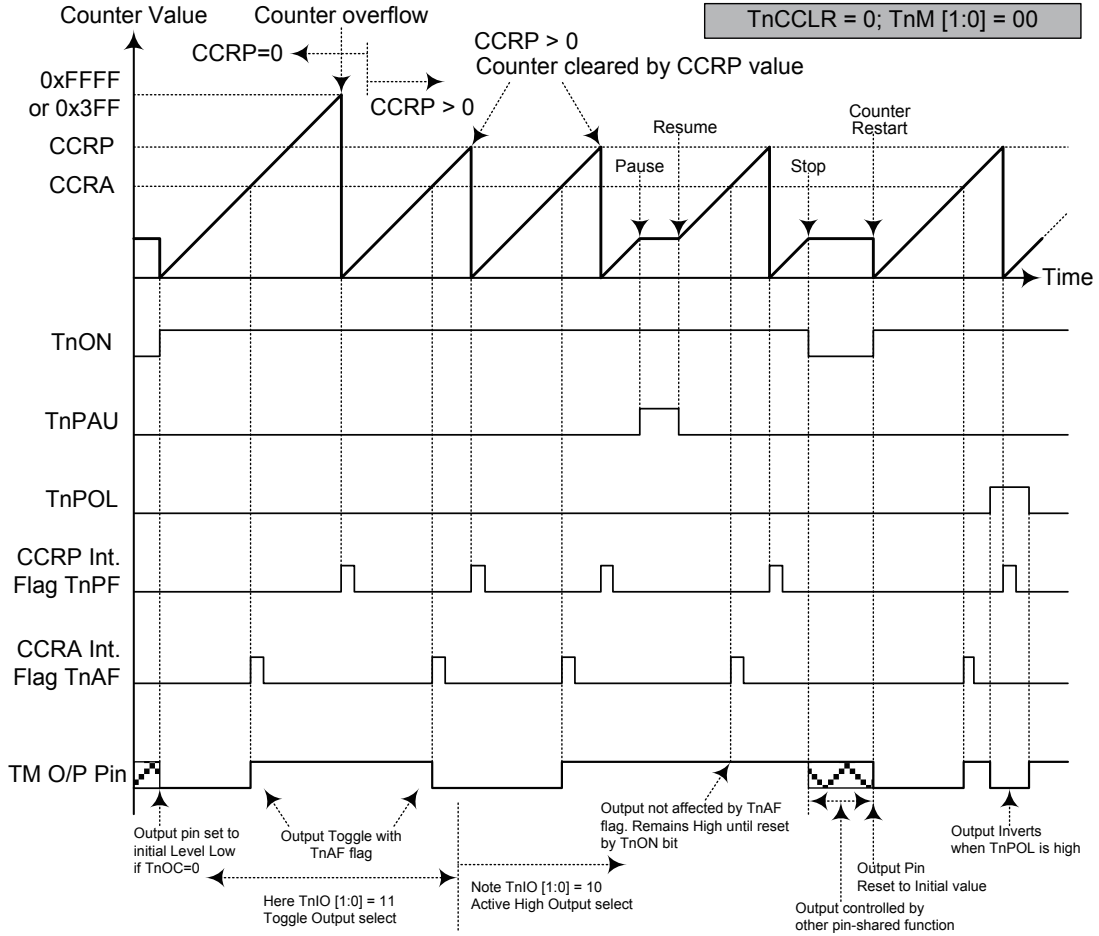 Counter Value
Counter overflow
TnCCLR = 0; TnM [1:0] = 00
CCRP=0
CCRP > 0
Counter cleared by CCRP value
0xFFFF
or 0x3FF
CCRP > 0
Resume
Counter
Restart
CCRP
Pause
Stop
CCRA
Time
TnON
TnPAU
TnPOL
CCRP Int.
Flag TnPF
CCRA Int.
Flag TnAF
TM O/P Pin
Output pin set to
initial Level Low
if TnOC=0
Output Toggle with
TnAF flag
Output not affected by TnAF
flag. Remains High until reset
by TnON bit
Output Inverts
when TnPOL is high
Here TnIO [1:0] = 11
Toggle Output select
Note TnIO [1:0] = 10
Active High Output select
Output Pin
Reset to Initial value
Output controlled by
other pin-shared function